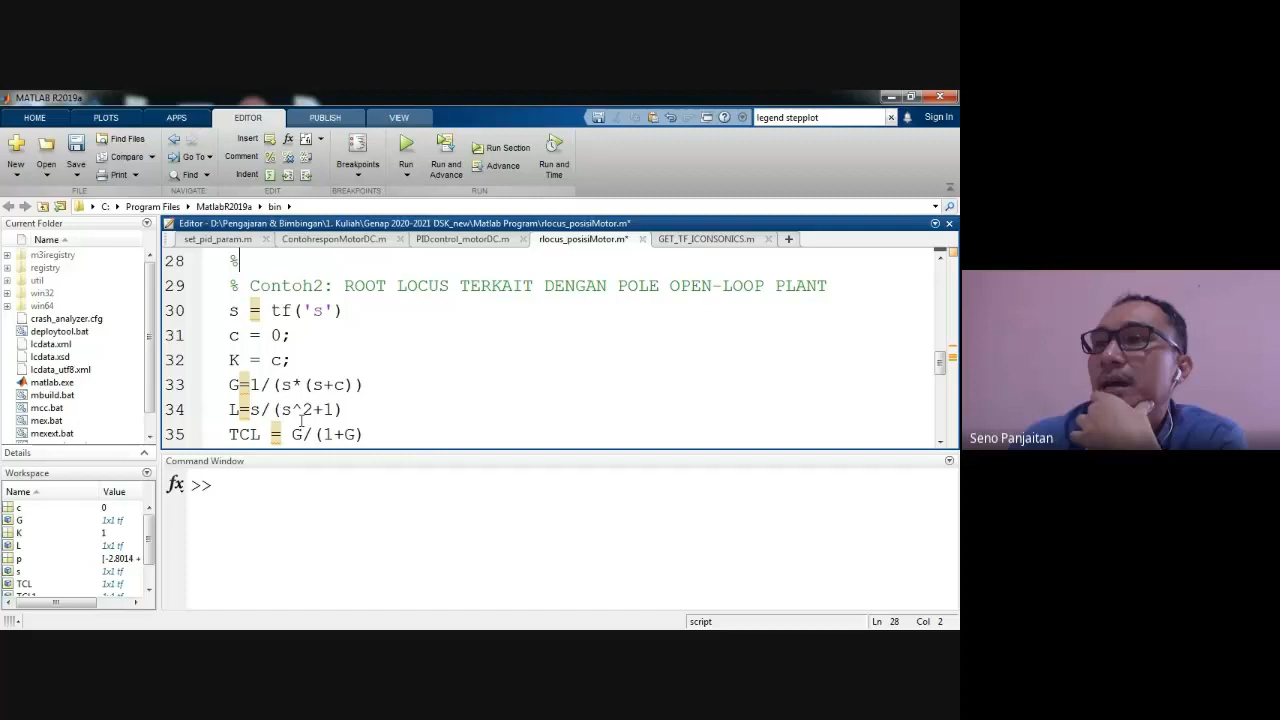 MATLAB R2019a
HOME PLOTS APPS EDITOR PUBLISH VIEW
legend stepplot
Sign In
New Open Save Find Files Compare Print
Go To Find
Insert Comment Indent
Breakpoints
Run Run and Advance Run Section Advance Run and Time
FILE NAVIGATE EDIT BREAKPOINTS RUN
C: Program Files MatlabR2019a bin
Current Folder
Name
m3iregistry
registry
util
win32
win64
crash_analyzer.cfg
deploytool.bat
lcdata.xml
lcdata.xsd
lcdata_utf8.xml
matlab.exe
mbuild.bat
mcc.bat
mex.bat
mexext.bat
Details
Workspace
Name Value
c 0
G 1x1 tf
K 1
L 1x1 tf
p [-2.8014 +
s 1x1 tf
TCL 1x1 tf
TCL1 1x1 tf
Editor - D:\Pengajaran & Bimbingan\1. Kuliah\Genap 2020-2021 DSK_new\Matlab Program\rlocus_posisiMotor.m*
set_pid_param.m ContohresponMotorDC.m PIDcontrol_motorDC.m rlocus_posisiMotor.m* GET_TF_ICONSONICS.m
28 %
29 % Contoh2: ROOT LOCUS TERKAIT DENGAN POLE OPEN-LOOP PLANT
30 s = tf('s')
31 c = 0;
32 K = c;
33 G=1/(s*(s+c))
34 L=s/(s^2+1)
35 TCL = G/(1+G)
Command Window
fx >>
script Ln 28 Col 2
Seno Panjaitan